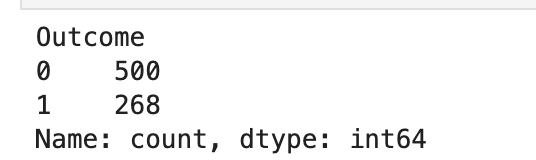 Outcome
0    500
1    268
Name: count, dtype: int64